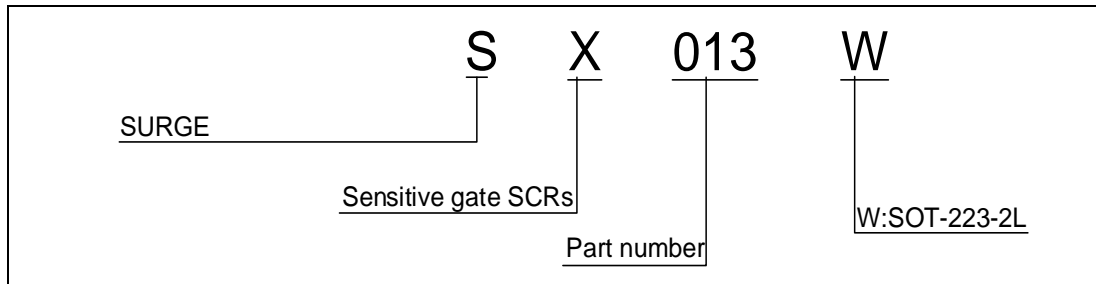 S X 013 W
SURGE
Sensitive gate SCRs
W:SOT-223-2L
Part number